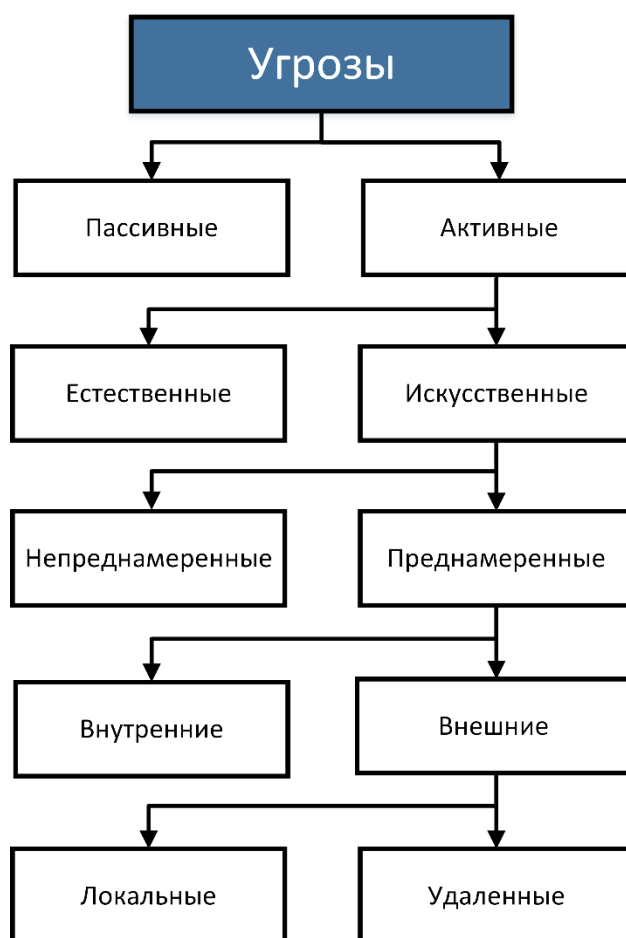 Угрозы
Пассивные
Активные
Естественные
Искусственные
Непреднамеренные
Преднамеренные
Внутренние
Внешние
Локальные
Удаленные